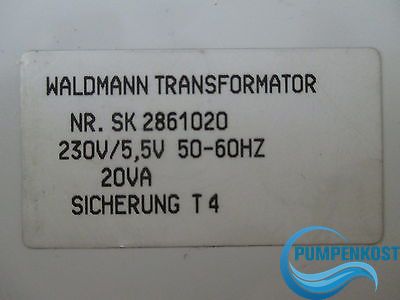 WALDMANN TRANSFORMATOR
NR. SK 2861020
230V/5,5V 50-60HZ
20VA
SICHERUNG T 4
PUMPENKOST